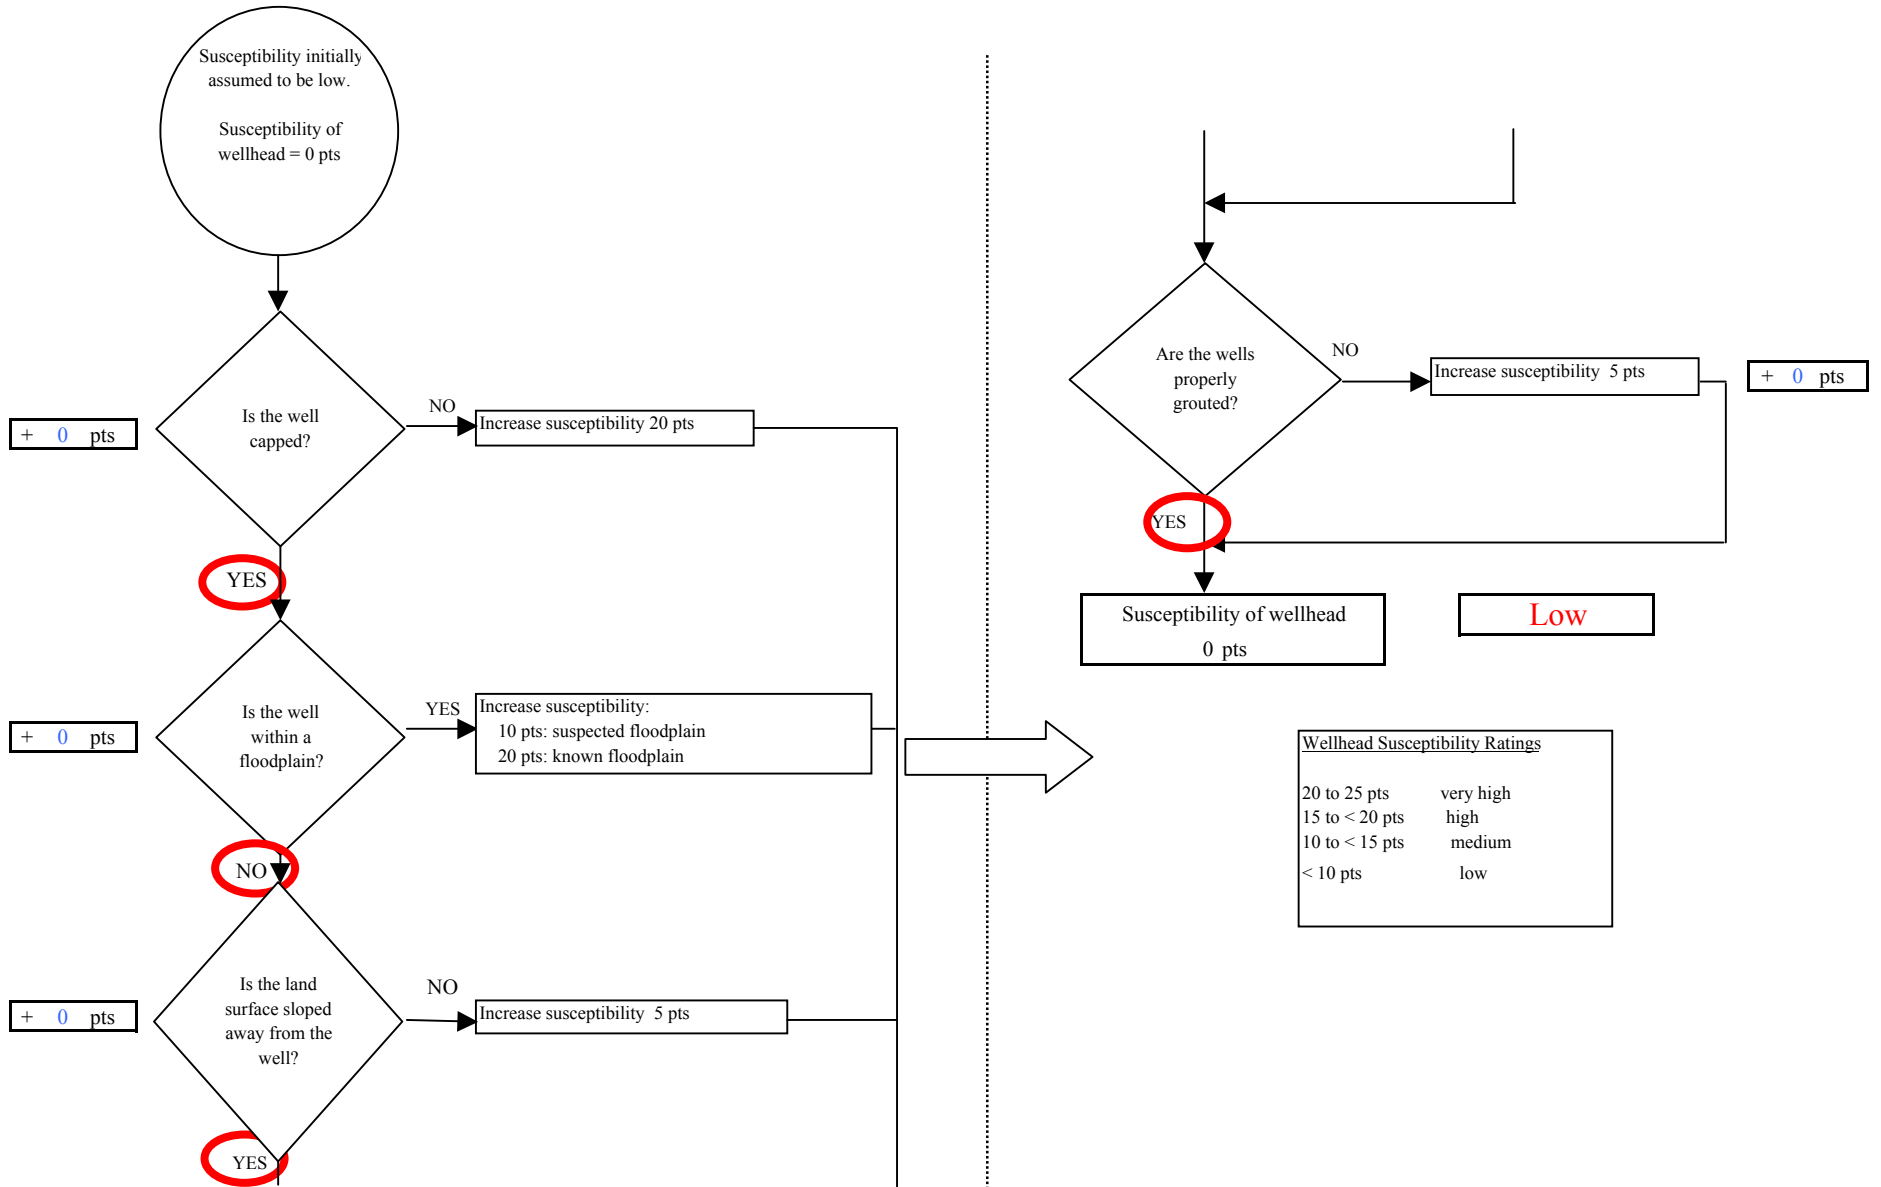 Susceptibility initially
assumed to be low.
Susceptibility of
wellhead = 0 pts
Is the well
capped?
NO
Increase susceptibility 20 pts
+ 0 pts
YES
Is the well
within a
floodplain?
YES
Increase susceptibility:
10 pts: suspected floodplain
20 pts: known floodplain
+ 0 pts
NO
Is the land
surface sloped
away from the
well?
NO
Increase susceptibility 5 pts
+ 0 pts
YES
Are the wells
properly
grouted?
NO
Increase susceptibility 5 pts
+ 0 pts
YES
Susceptibility of wellhead
0 pts
Low
Wellhead Susceptibility Ratings
20 to 25 pts very high
15 to < 20 pts high
10 to < 15 pts medium
< 10 pts low